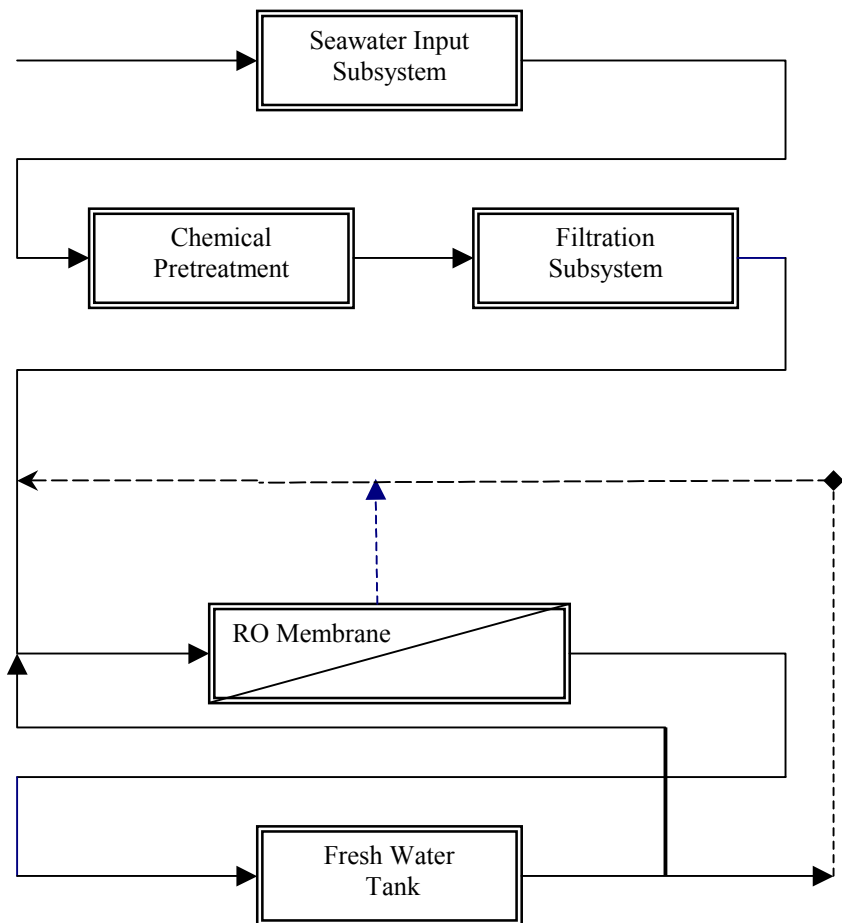 Seawater Input
Subsystem
Chemical
Pretreatment
Filtration
Subsystem
RO Membrane
Fresh Water
Tank